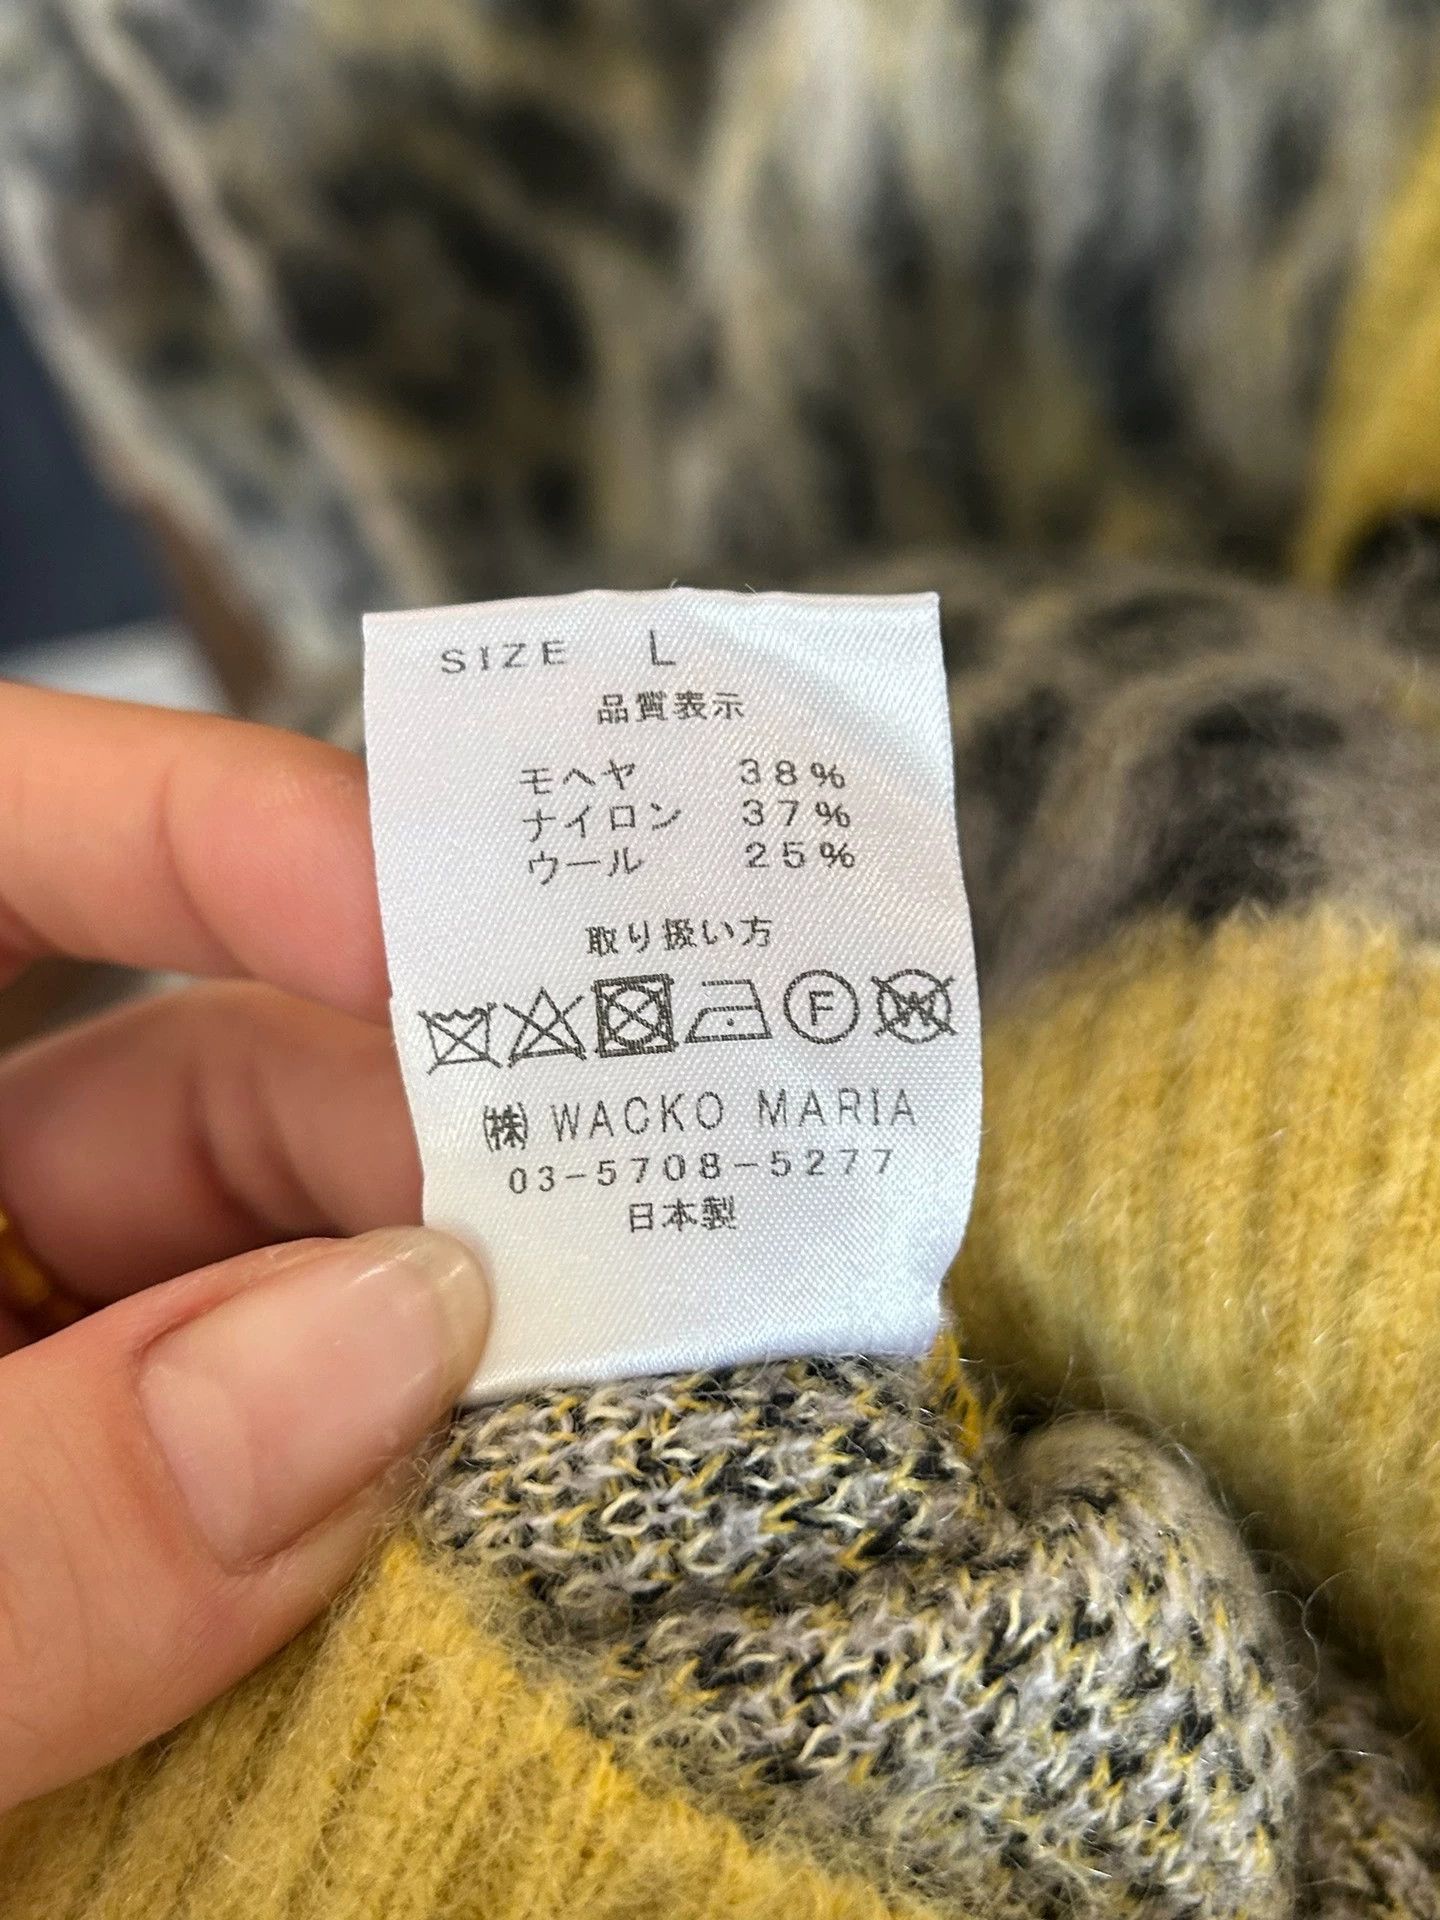 SIZE L
品質表示
モヘヤ 38%
ナイロン 37%
ウール 25%
取り扱い方
F W
㈱ WACKO MARIA
03-5708-5277
日本製